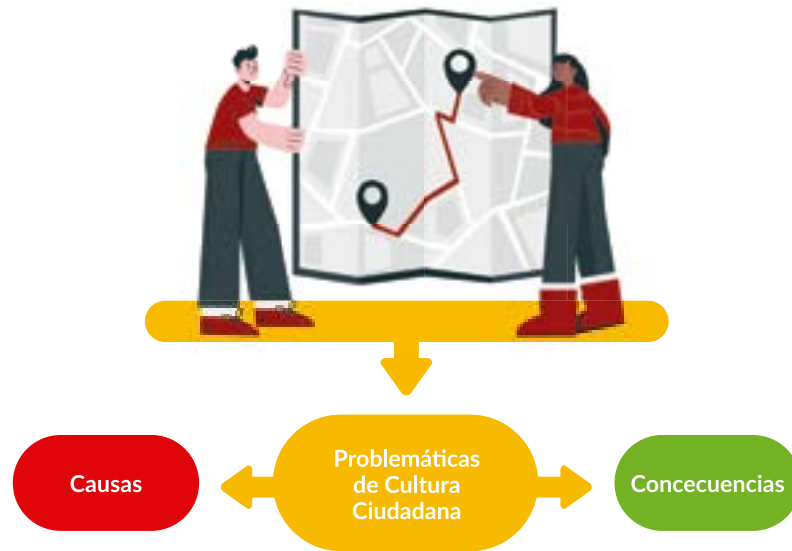 Causas
Problemáticas
de Cultura
Ciudadana
Concecuencias